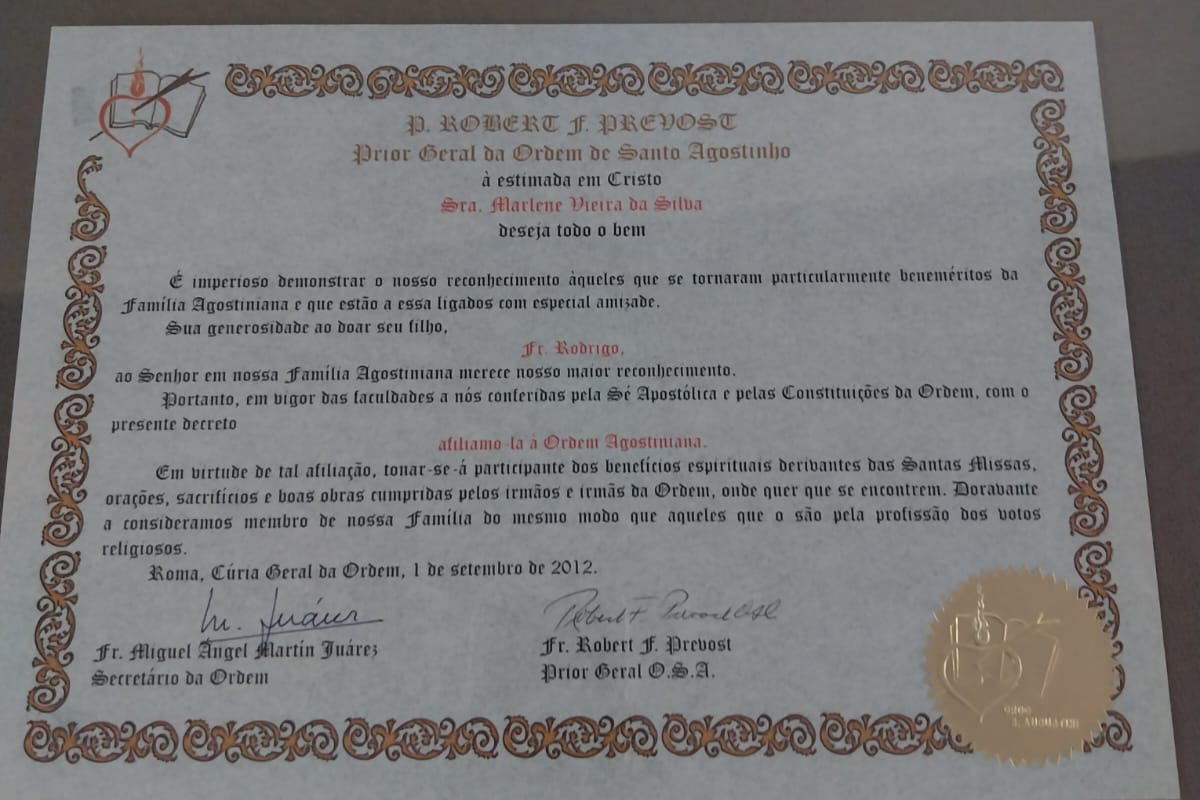 P. ROBERT F. PREVOST
Prior Geral da Ordem de Santo Agostinho
à estimada em Cristo
Sra. Marlene Vieira da Silva
deseja todo o bem
É imperioso demonstrar o nosso reconhecimento àqueles que se tornaram particularmente beneméritos da
Família Agostiniana e que estão a essa ligados com especial amizade.
Sua generosidade ao doar seu filho,
Fr. Rodrigo,
ao Senhor em nossa Família Agostiniana merece nosso maior reconhecimento.
Portanto, em vigor das faculdades a nós conferidas pela Sé Apostólica e pelas Constituições da Ordem, com o
presente decreto
afiliamo-la à Ordem Agostiniana.
Em virtude de tal afiliação, tonar-se-á participante dos benefícios espirituais derivantes das Santas Missas,
orações, sacrifícios e boas obras cumpridas pelos irmãos e irmãs da Ordem, onde quer que se encontrem. Doravante
a consideramos membro de nossa Família do mesmo modo que aqueles que o são pela profissão dos votos
religiosos.
Roma, Cúria Geral da Ordem, 1 de setembro de 2012.
M. Juárez
Robert F. Prevost OSA
Fr. Miguel Ángel Martín Juárez
Secretário da Ordem
Fr. Robert F. Prevost
Prior Geral O.S.A.